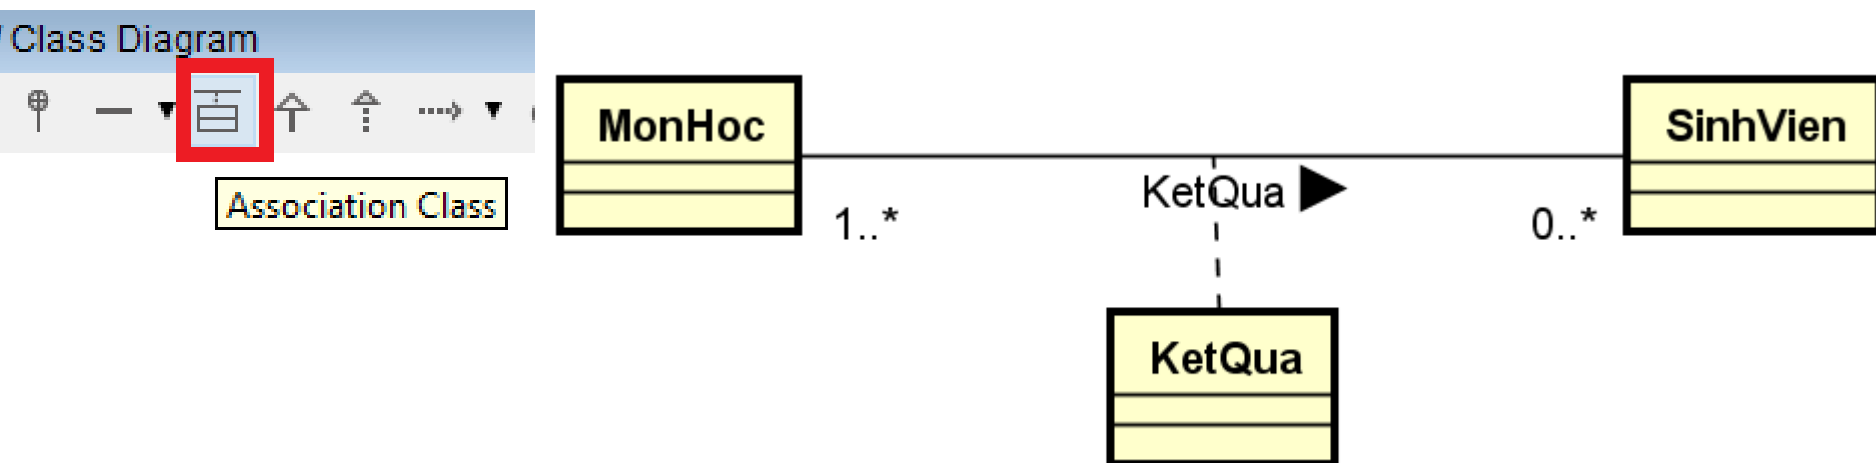 Class Diagram
Association Class
MonHoc
SinhVien
KetQua
1..*
0..*
KetQua